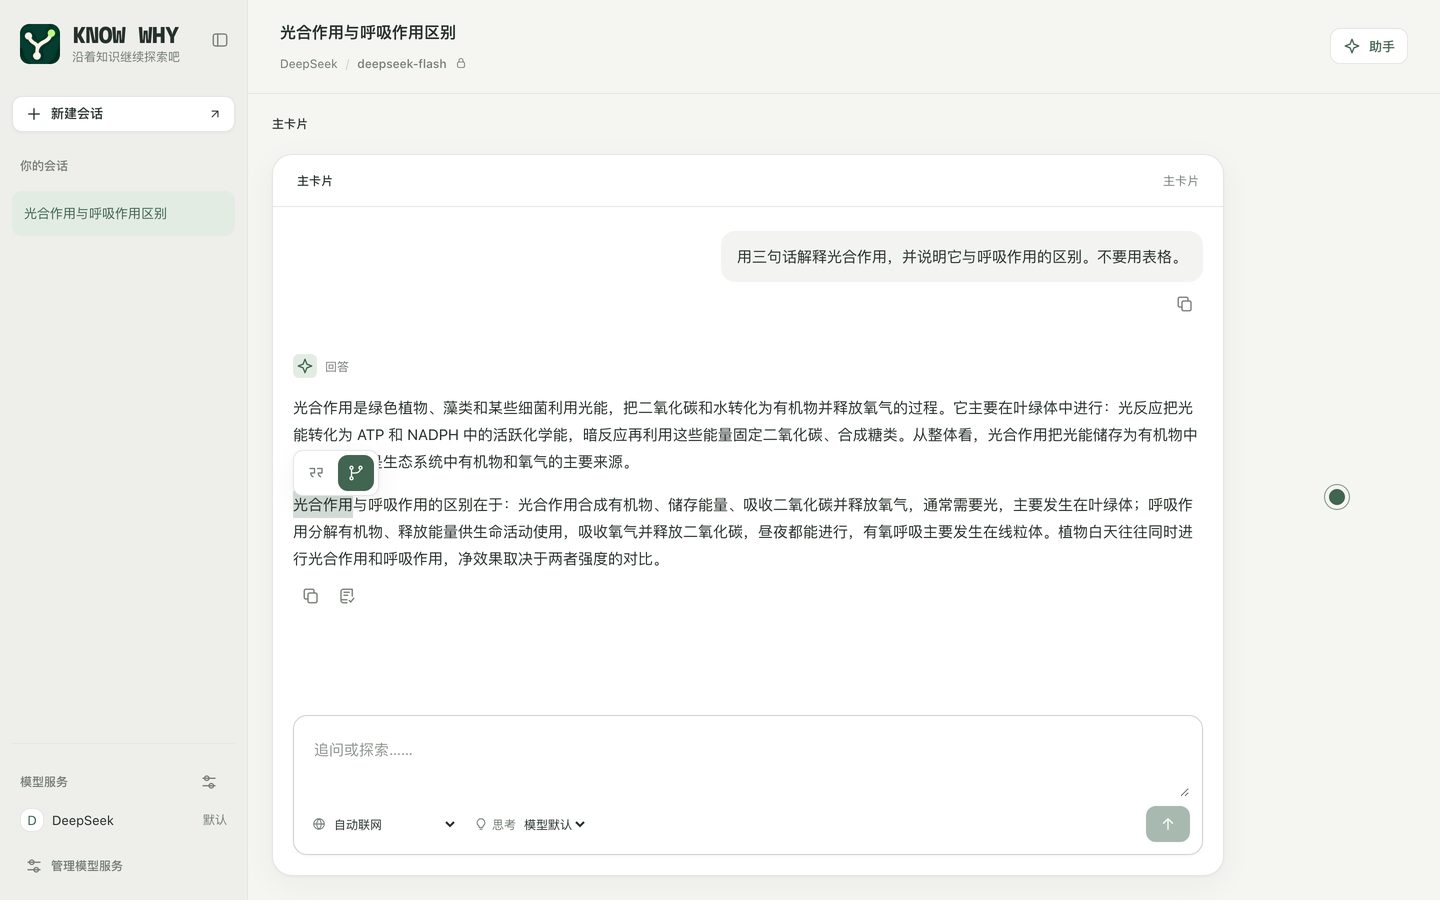 KNOW WHY
沿着知识继续探索吧
新建会话
你的会话
光合作用与呼吸作用区别
模型服务
D DeepSeek 默认
管理模型服务
光合作用与呼吸作用区别
DeepSeek / deepseek-flash
助手
主卡片
主卡片 主卡片
用三句话解释光合作用，并说明它与呼吸作用的区别。不要用表格。
回答
光合作用是绿色植物、藻类和某些细菌利用光能，把二氧化碳和水转化为有机物并释放氧气的过程。它主要在叶绿体中进行：光反应把光
能转化为 ATP 和 NADPH 中的活跃化学能，暗反应再利用这些能量固定二氧化碳、合成糖类。从整体看，光合作用把光能储存为有机物中
生态系统中有机物和氧气的主要来源。
光合作用与呼吸作用的区别在于：光合作用合成有机物、储存能量、吸收二氧化碳并释放氧气，通常需要光，主要发生在叶绿体；呼吸作
用分解有机物、释放能量供生命活动使用，吸收氧气并释放二氧化碳，昼夜都能进行，有氧呼吸主要发生在线粒体。植物白天往往同时进
行光合作用和呼吸作用，净效果取决于两者强度的对比。
追问或探索……
自动联网 思考 模型默认